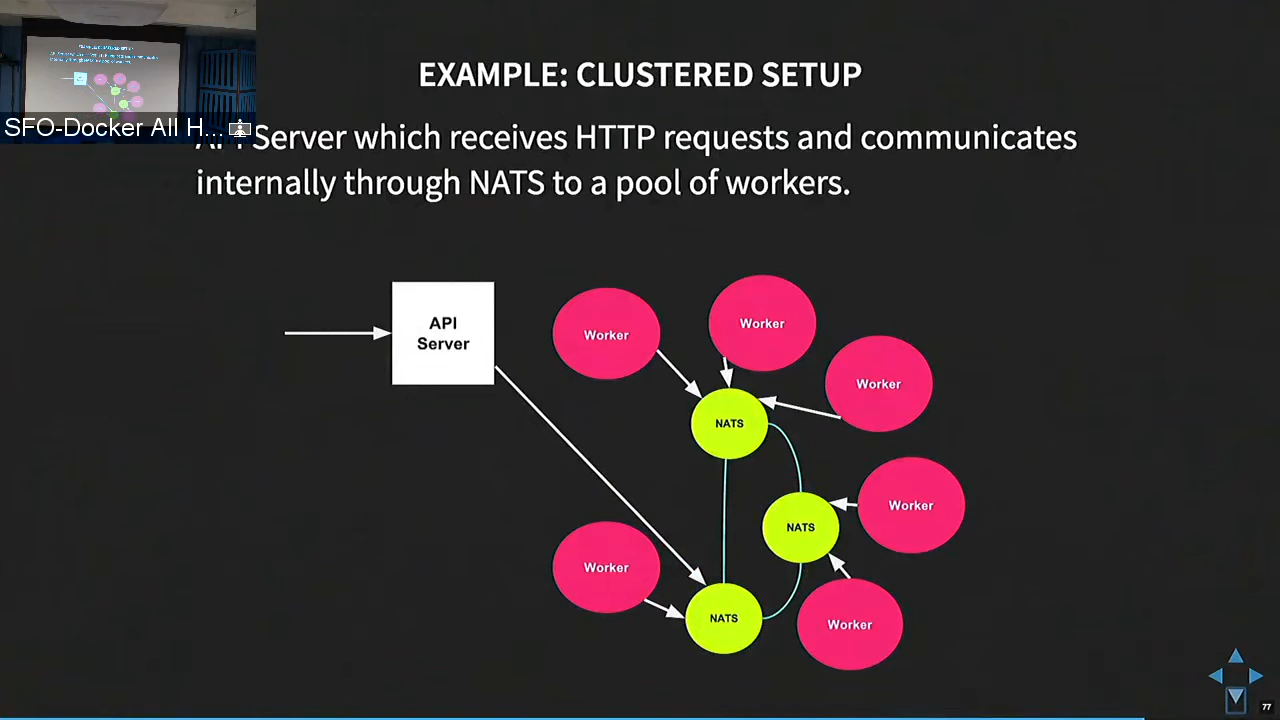 EXAMPLE: CLUSTERED SETUP
SFO-Docker All H...
API Server which receives HTTP requests and communicates
internally through NATS to a pool of workers.
API
Server
Worker
Worker
Worker
NATS
Worker
NATS
Worker
NATS
Worker
77